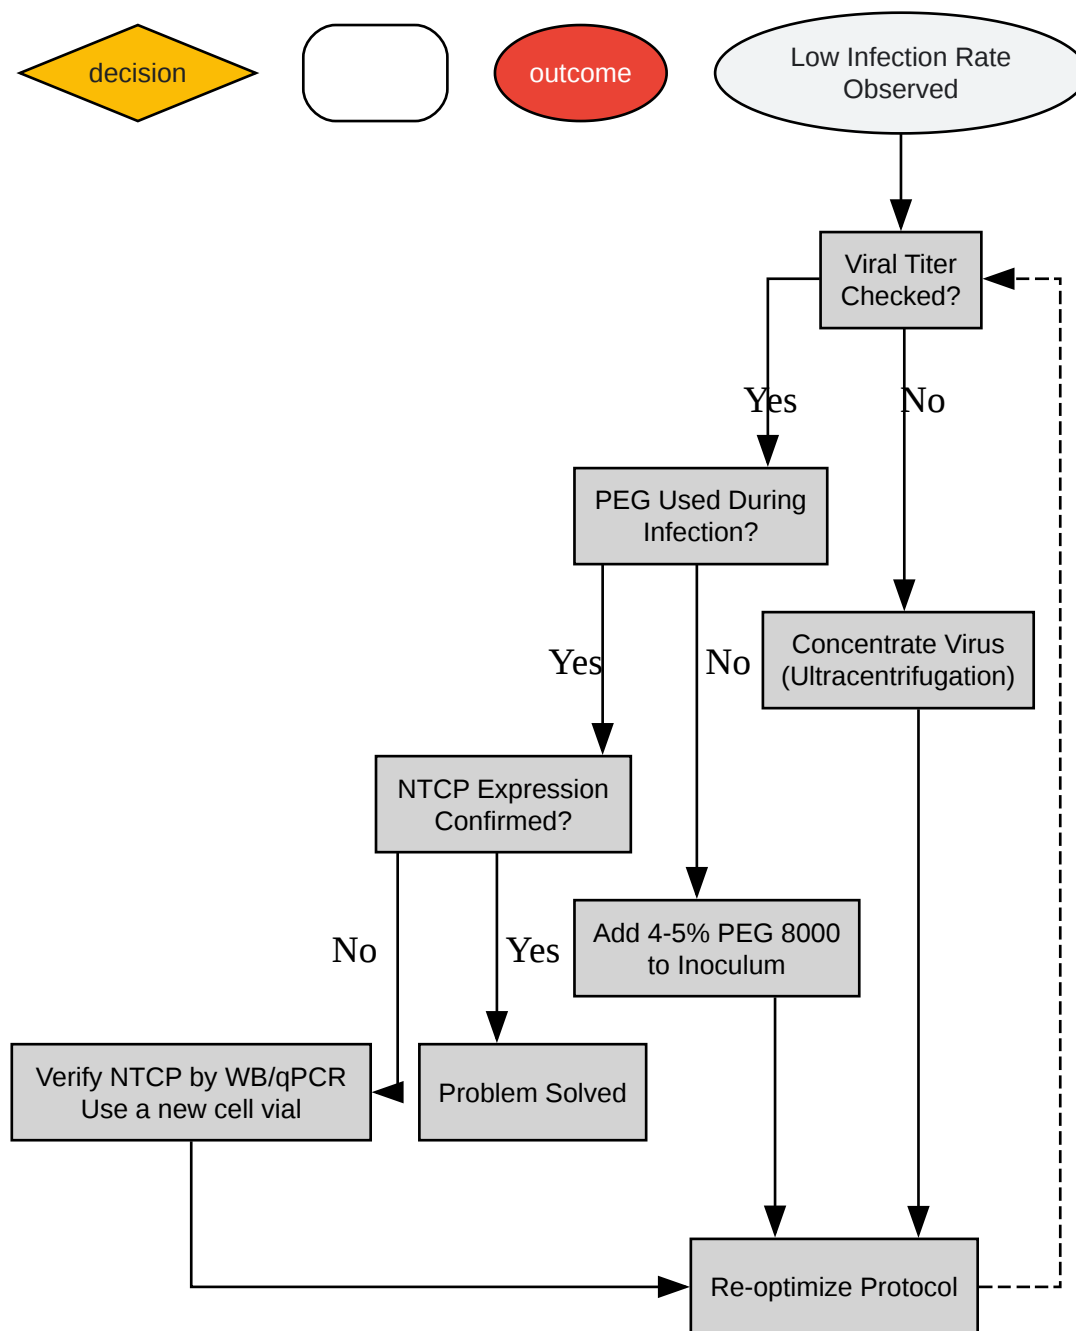 decision
outcome
Low Infection Rate
Observed
Viral Titer
Checked?
Yes
No
PEG Used During
Infection?
Concentrate Virus
(Ultracentrifugation)
Yes
No
NTCP Expression
Confirmed?
Add 4-5% PEG 8000
to Inoculum
No
Yes
Verify NTCP by WB/qPCR
Use a new cell vial
Problem Solved
Re-optimize Protocol